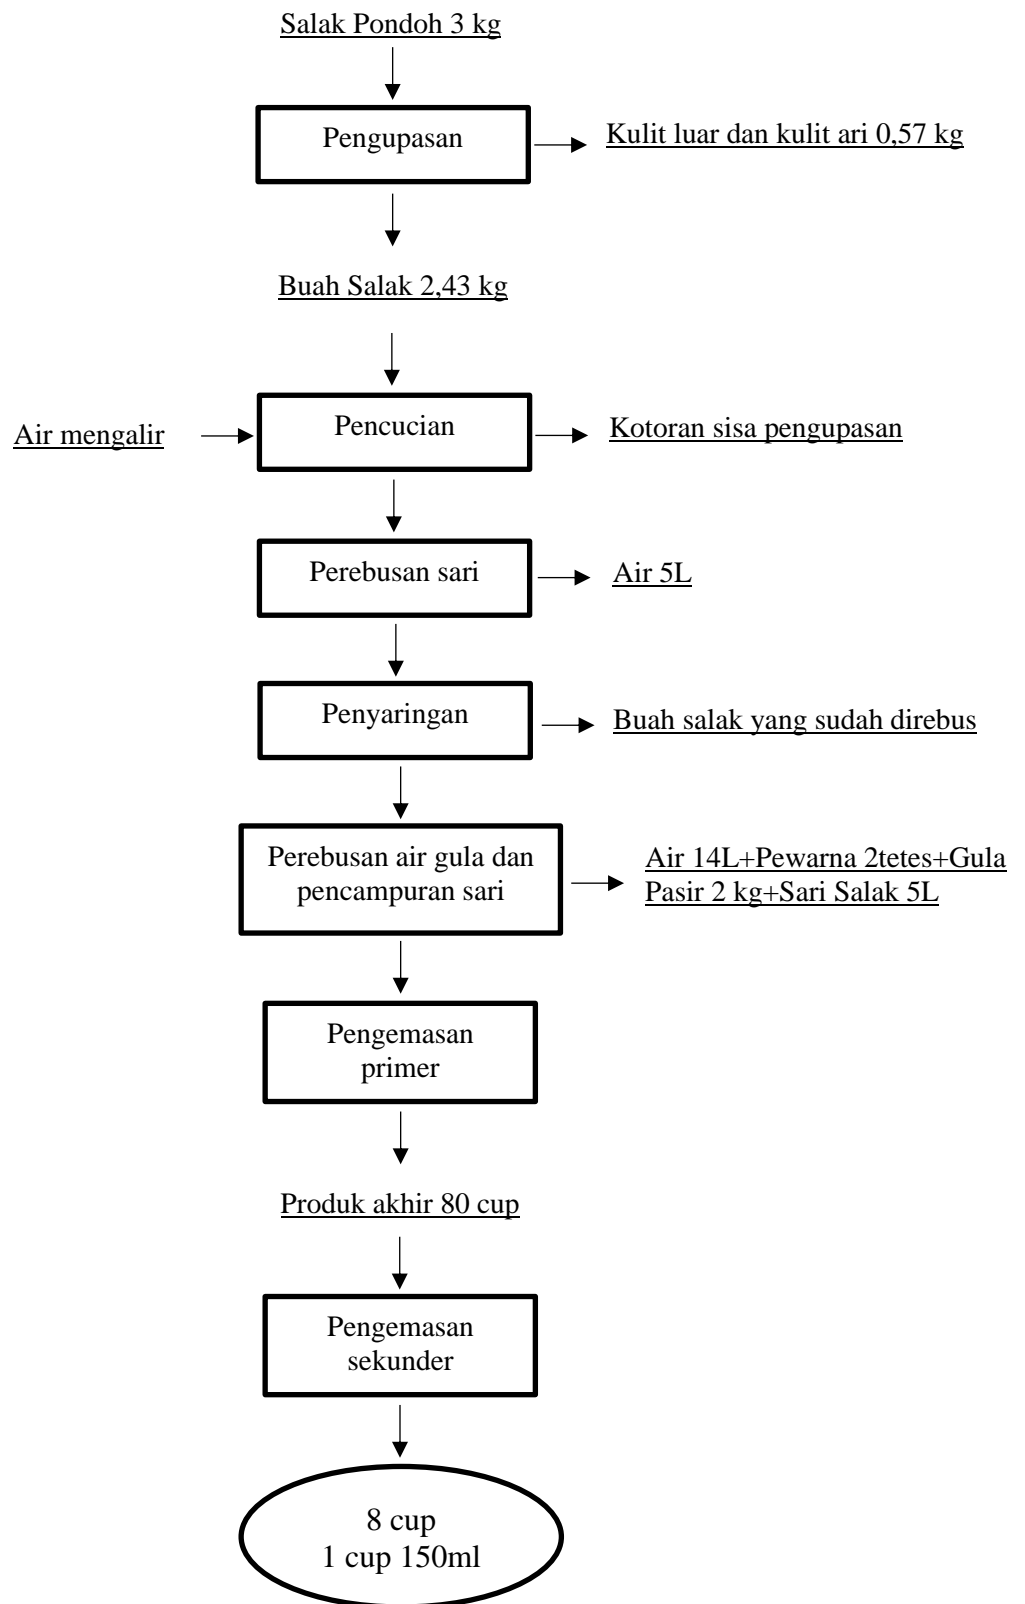 Salak Pondoh 3 kg
Pengupasan
Kulit luar dan kulit ari 0,57 kg
Buah Salak 2,43 kg
Air mengalir
Pencucian
Kotoran sisa pengupasan
Perebusan sari
Air 5L
Penyaringan
Buah salak yang sudah direbus
Perebusan air gula dan
pencampuran sari
Air 14L+Pewarna 2tetes+Gula
Pasir 2 kg+Sari Salak 5L
Pengemasan
primer
Produk akhir 80 cup
Pengemasan
sekunder
8 cup
1 cup 150ml